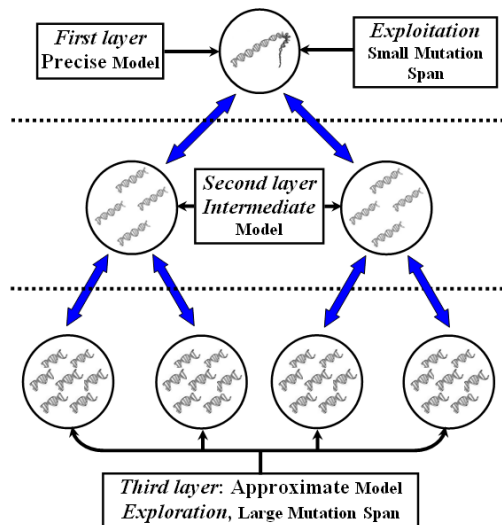 First layer
Precise Model
Exploitation
Small Mutation
Span
Second layer
Intermediate
Model
Third layer: Approximate Model
Exploration, Large Mutation Span